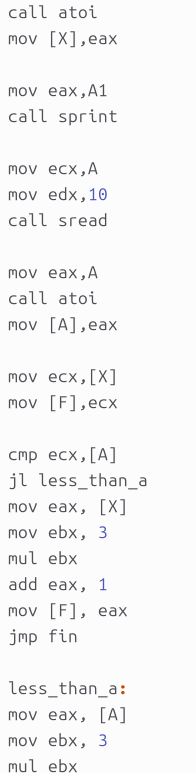 call atoi
mov [X],eax
mov eax,A1
call sprint
mov ecx,A
mov edx,10
call sread
mov eax,A
call atoi
mov [A],eax
mov ecx,[X]
mov [F],ecx
cmp ecx,[A]
jl less_than_a
mov eax, [X]
mov ebx, 3
mul ebx
add eax, 1
mov [F], eax
jmp fin
less_than_a:
mov eax, [A]
mov ebx, 3
mul ebx